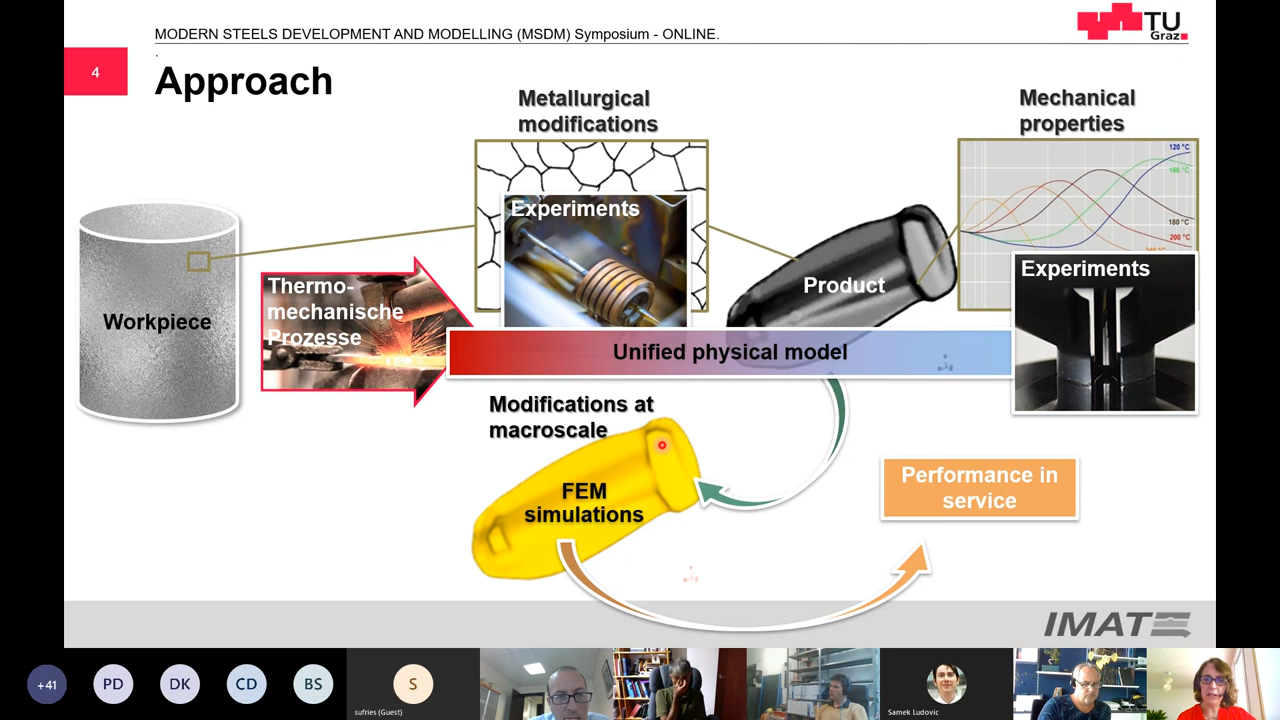 MODERN STEELS DEVELOPMENT AND MODELLING (MSDM) Symposium - ONLINE.
.
TU
Graz
4
Approach
Metallurgical
modifications
Mechanical
properties
120 °C
160 °C
180 °C
200 °C
Experiments
Experiments
Workpiece
Thermo-
mechanische
Prozesse
Product
Unified physical model
Modifications at
macroscale
FEM
simulations
Performance in
service
IMAT
+41
PD
DK
CD
BS
S
sufries (Guest)
Samek Ludovic